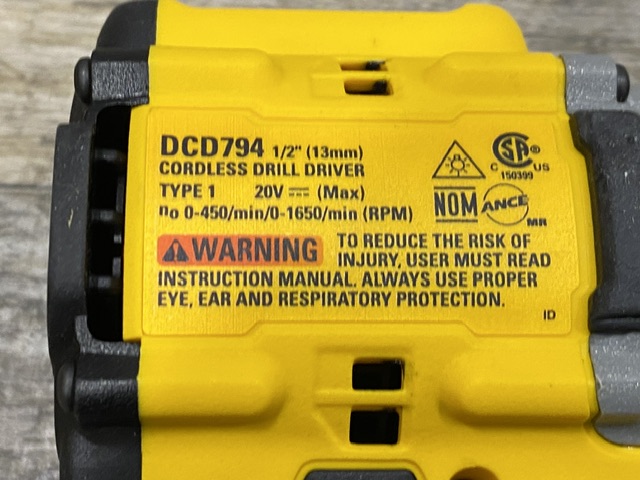 DCD794 1/2" (13mm)
CORDLESS DRILL DRIVER
TYPE 1 20V ⎓ (Max)
no 0-450/min/0-1650/min (RPM)
C SA US
150399
NOM ANCE MR
WARNING TO REDUCE THE RISK OF
INJURY, USER MUST READ
INSTRUCTION MANUAL. ALWAYS USE PROPER
EYE, EAR AND RESPIRATORY PROTECTION.
ID